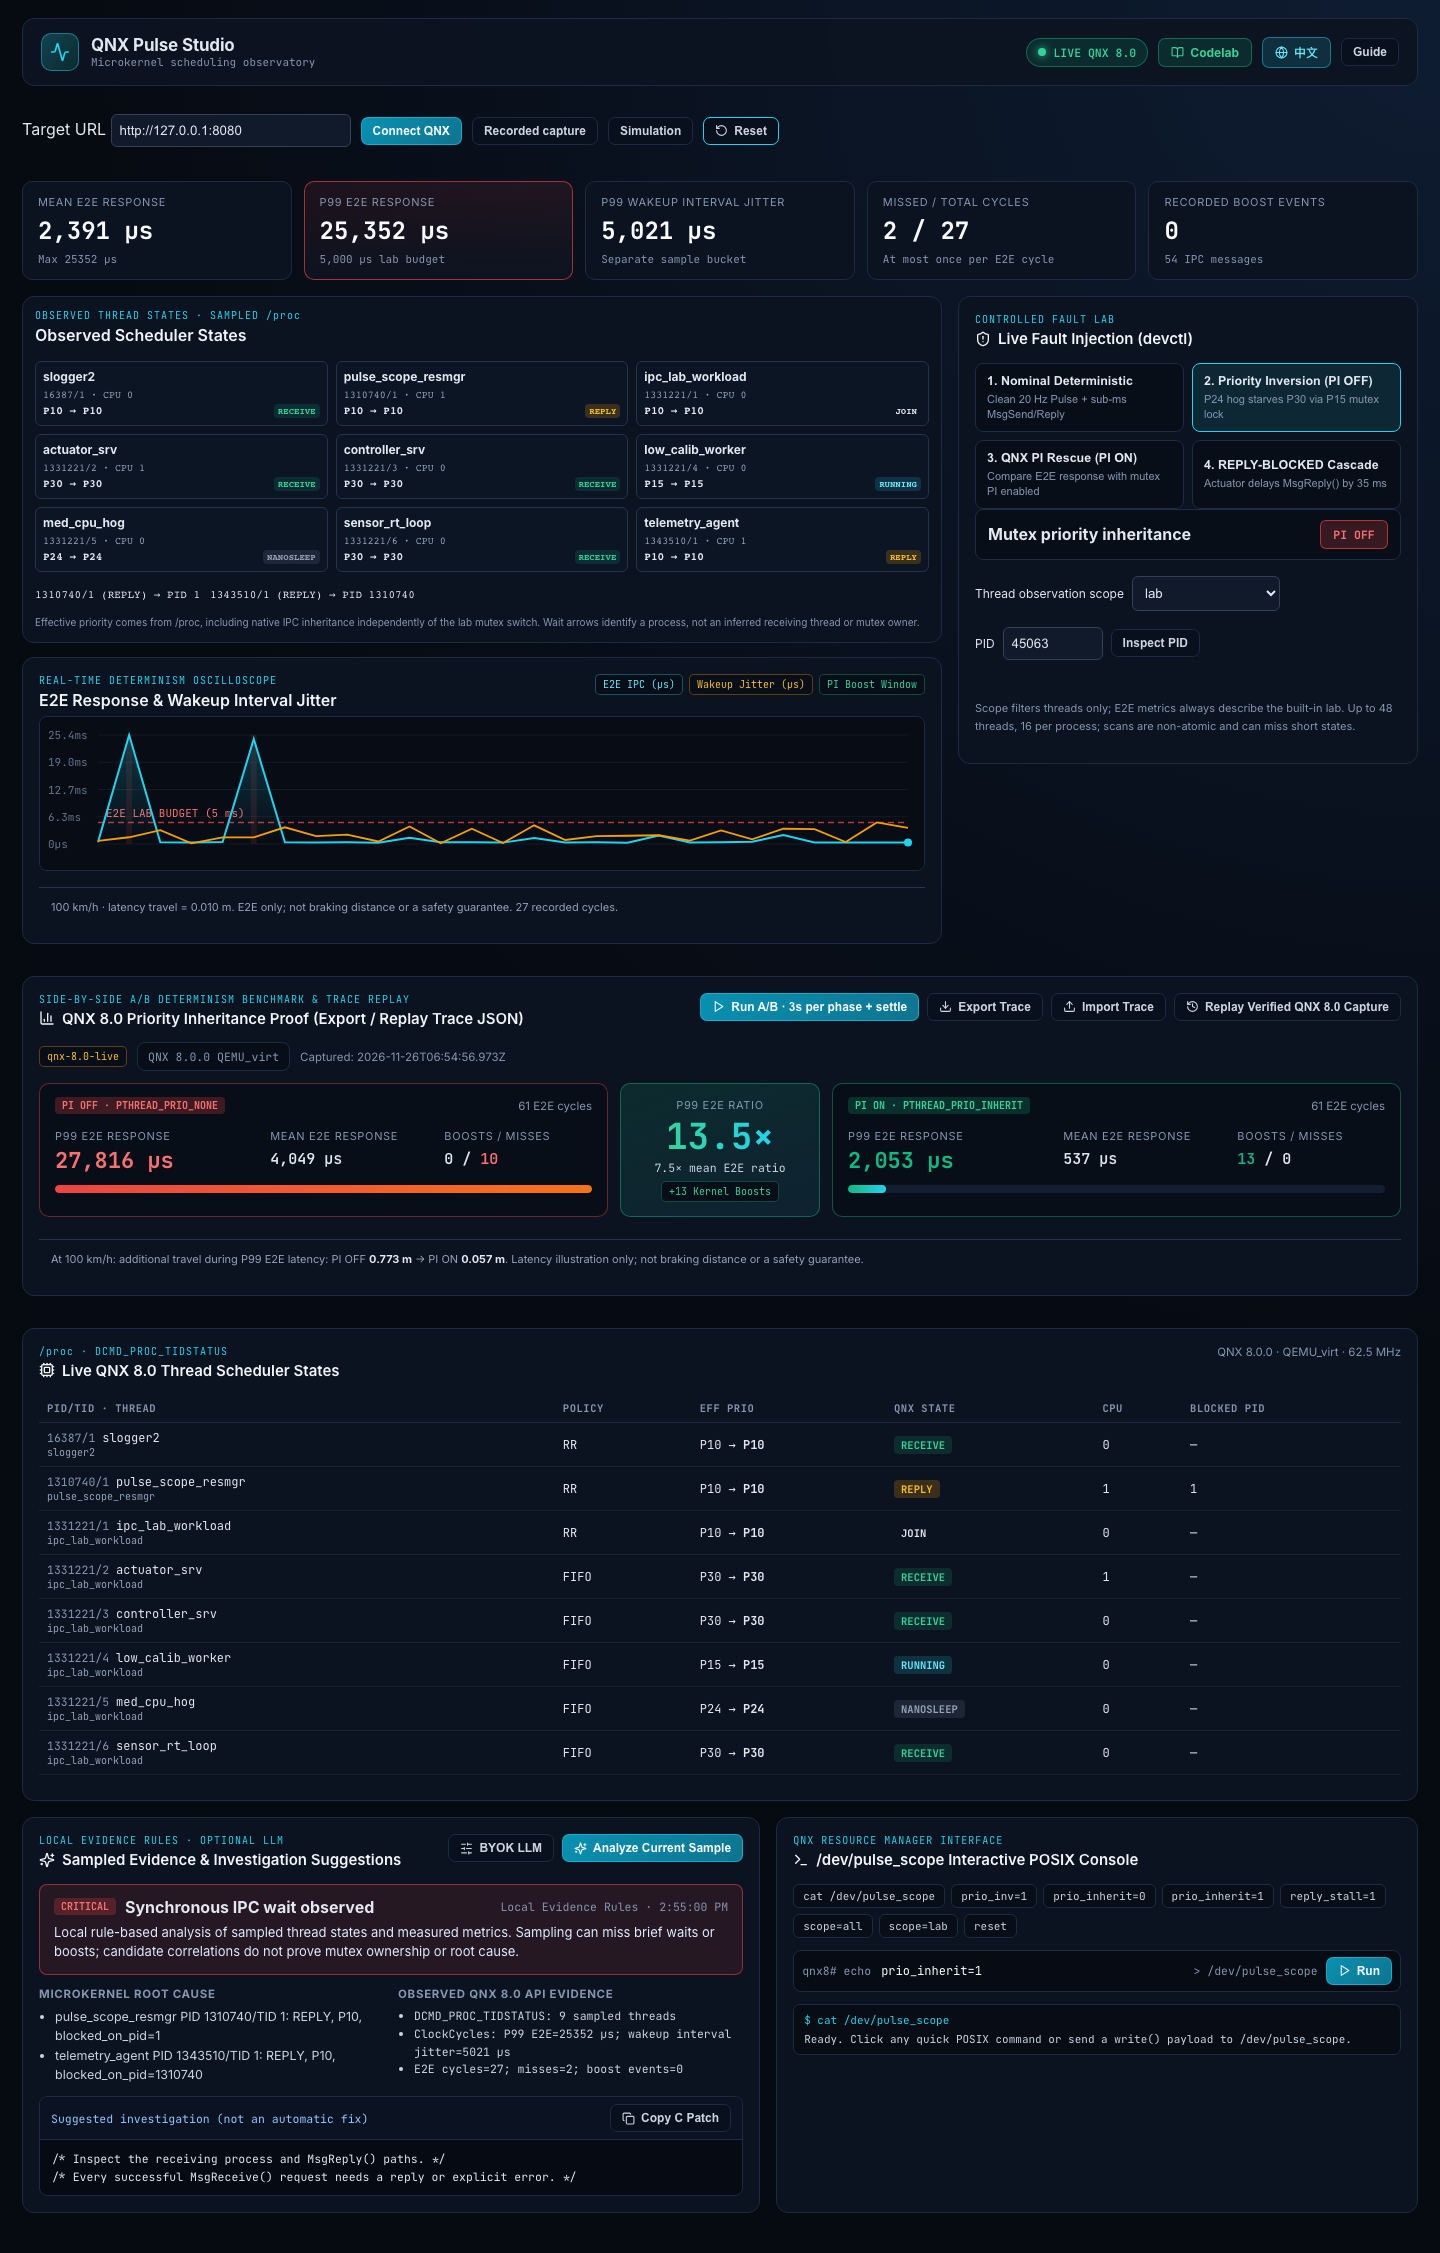 QNX Pulse Studio
Microkernel scheduling observatory
LIVE QNX 8.0
Codelab
中文
Guide
Target URL
http://127.0.0.1:8080
Connect QNX
Recorded capture
Simulation
Reset
MEAN E2E RESPONSE
2,391 µs
Max 25352 µs
P99 E2E RESPONSE
25,352 µs
5,000 µs lab budget
P99 WAKEUP INTERVAL JITTER
5,021 µs
Separate sample bucket
MISSED / TOTAL CYCLES
2 / 27
At most once per E2E cycle
RECORDED BOOST EVENTS
0
54 IPC messages
OBSERVED THREAD STATES · SAMPLED /proc
Observed Scheduler States
slogger2
16387/1 · CPU 0
P10 → P10
RECEIVE
pulse_scope_resmgr
1310740/1 · CPU 1
P10 → P10
REPLY
ipc_lab_workload
1331221/1 · CPU 0
P10 → P10
JOIN
actuator_srv
1331221/2 · CPU 1
P30 → P30
RECEIVE
controller_srv
1331221/3 · CPU 0
P30 → P30
RECEIVE
low_calib_worker
1331221/4 · CPU 0
P15 → P15
RUNNING
med_cpu_hog
1331221/5 · CPU 0
P24 → P24
NANOSLEEP
sensor_rt_loop
1331221/6 · CPU 0
P30 → P30
RECEIVE
telemetry_agent
1343510/1 · CPU 1
P10 → P10
REPLY
1310740/1 (REPLY) → PID 1 1343510/1 (REPLY) → PID 1310740
Effective priority comes from /proc, including native IPC inheritance independently of the lab mutex switch. Wait arrows identify a process, not an inferred receiving thread or mutex owner.
CONTROLLED FAULT LAB
Live Fault Injection (devctl)
1. Nominal Deterministic
Clean 20 Hz Pulse + sub-ms
MsgSend/Reply
2. Priority Inversion (PI OFF)
P24 hog starves P30 via P15 mutex
lock
3. QNX PI Rescue (PI ON)
Compare E2E response with mutex
PI enabled
4. REPLY-BLOCKED Cascade
Actuator delays MsgReply() by 35 ms
Mutex priority inheritance
PI OFF
Thread observation scope
lab
PID
45063
Inspect PID
Scope filters threads only; E2E metrics always describe the built-in lab. Up to 48
threads, 16 per process; scans are non-atomic and can miss short states.
REAL-TIME DETERMINISM OSCILLOSCOPE
E2E Response & Wakeup Interval Jitter
E2E IPC (µs)
Wakeup Jitter (µs)
PI Boost Window
25.4ms
19.0ms
12.7ms
6.3ms
0µs
E2E LAB BUDGET (5 ms)
100 km/h · latency travel = 0.010 m. E2E only; not braking distance or a safety guarantee. 27 recorded cycles.
SIDE-BY-SIDE A/B DETERMINISM BENCHMARK & TRACE REPLAY
QNX 8.0 Priority Inheritance Proof (Export / Replay Trace JSON)
Run A/B · 3s per phase + settle
Export Trace
Import Trace
Replay Verified QNX 8.0 Capture
qnx-8.0-live
QNX 8.0.0 QEMU_virt
Captured: 2026-11-26T06:54:56.973Z
PI OFF · PTHREAD_PRIO_NONE
61 E2E cycles
P99 E2E RESPONSE
27,816 µs
MEAN E2E RESPONSE
4,049 µs
BOOSTS / MISSES
0 / 10
P99 E2E RATIO
13.5×
7.5× mean E2E ratio
+13 Kernel Boosts
PI ON · PTHREAD_PRIO_INHERIT
61 E2E cycles
P99 E2E RESPONSE
2,053 µs
MEAN E2E RESPONSE
537 µs
BOOSTS / MISSES
13 / 0
At 100 km/h: additional travel during P99 E2E latency: PI OFF 0.773 m → PI ON 0.057 m. Latency illustration only; not braking distance or a safety guarantee.
/proc · DCMD_PROC_TIDSTATUS
Live QNX 8.0 Thread Scheduler States
QNX 8.0.0 · QEMU_virt · 62.5 MHz
PID/TID · THREAD POLICY EFF PRIO QNX STATE CPU BLOCKED PID
16387/1 slogger2
slogger2
RR P10 → P10 RECEIVE 0 —
1310740/1 pulse_scope_resmgr
pulse_scope_resmgr
RR P10 → P10 REPLY 1 1
1331221/1 ipc_lab_workload
ipc_lab_workload
RR P10 → P10 JOIN 0 —
1331221/2 actuator_srv
ipc_lab_workload
FIFO P30 → P30 RECEIVE 1 —
1331221/3 controller_srv
ipc_lab_workload
FIFO P30 → P30 RECEIVE 0 —
1331221/4 low_calib_worker
ipc_lab_workload
FIFO P15 → P15 RUNNING 0 —
1331221/5 med_cpu_hog
ipc_lab_workload
FIFO P24 → P24 NANOSLEEP 0 —
1331221/6 sensor_rt_loop
ipc_lab_workload
FIFO P30 → P30 RECEIVE 0 —
LOCAL EVIDENCE RULES · OPTIONAL LLM
Sampled Evidence & Investigation Suggestions
BYOK LLM
Analyze Current Sample
CRITICAL
Synchronous IPC wait observed
Local Evidence Rules · 2:55:00 PM
Local rule-based analysis of sampled thread states and measured metrics. Sampling can miss brief waits or
boosts; candidate correlations do not prove mutex ownership or root cause.
MICROKERNEL ROOT CAUSE
• pulse_scope_resmgr PID 1310740/TID 1: REPLY, P10,
blocked_on_pid=1
• telemetry_agent PID 1343510/TID 1: REPLY, P10,
blocked_on_pid=1310740
OBSERVED QNX 8.0 API EVIDENCE
• DCMD_PROC_TIDSTATUS: 9 sampled threads
• ClockCycles: P99 E2E=25352 µs; wakeup interval
jitter=5021 µs
• E2E cycles=27; misses=2; boost events=0
Suggested investigation (not an automatic fix)
Copy C Patch
/* Inspect the receiving process and MsgReply() paths. */
/* Every successful MsgReceive() request needs a reply or explicit error. */
QNX RESOURCE MANAGER INTERFACE
/dev/pulse_scope Interactive POSIX Console
cat /dev/pulse_scope
prio_inv=1
prio_inherit=0
prio_inherit=1
reply_stall=1
scope=all
scope=lab
reset
qnx8# echo prio_inherit=1 > /dev/pulse_scope
Run
$ cat /dev/pulse_scope
Ready. Click any quick POSIX command or send a write() payload to /dev/pulse_scope.